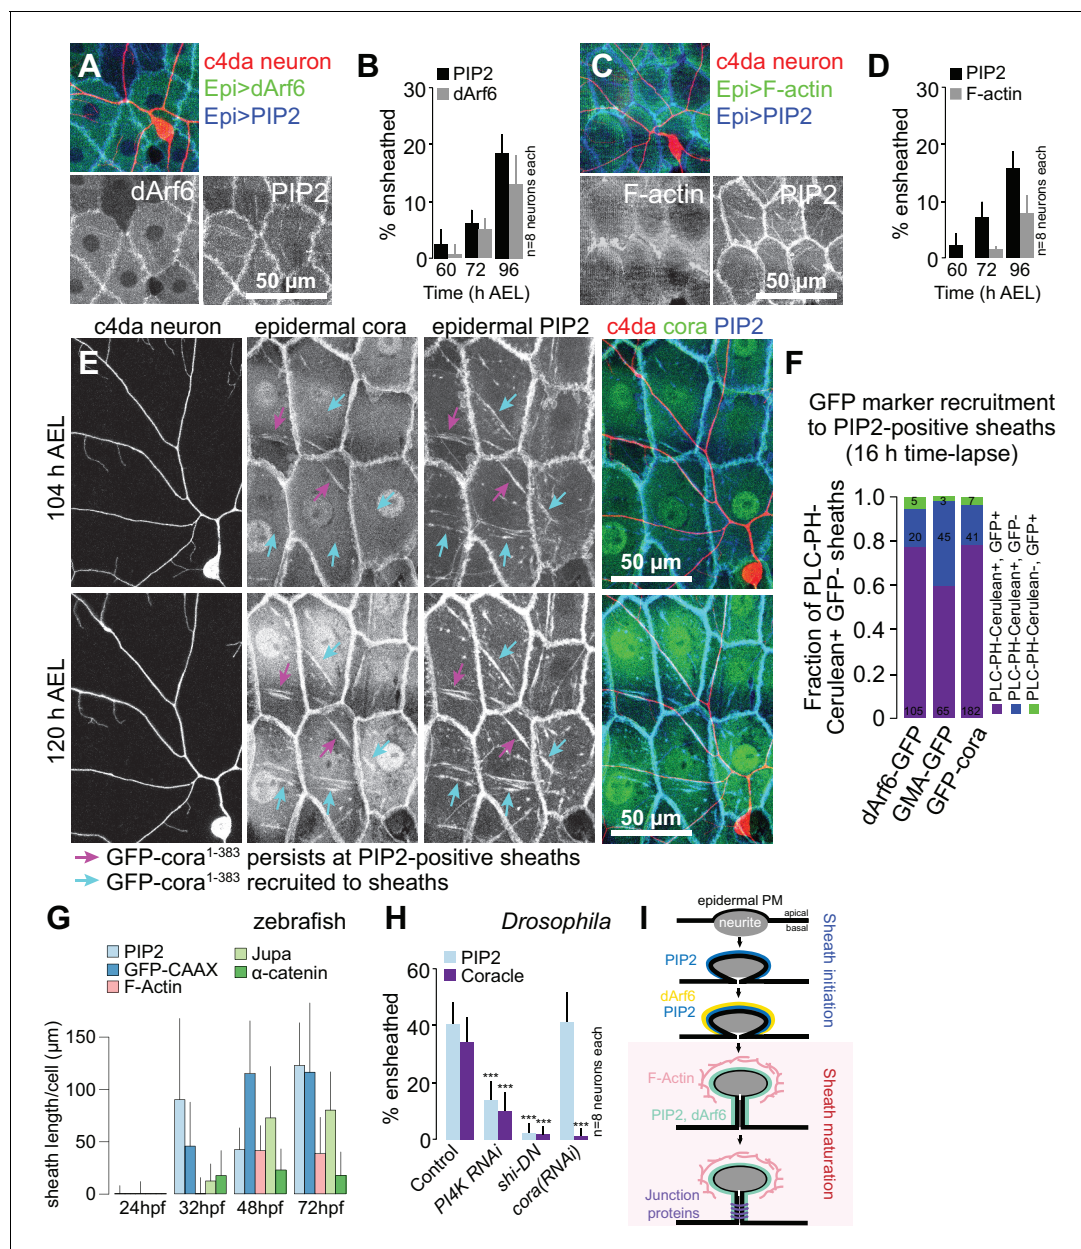 A
c4da neuron
Epi>dArf6
Epi>PIP2
dArf6
PIP2
50 µm
B
PIP2
dArf6
% ensheathed
30
20
10
0
60 72 96
Time (h AEL)
n=8 neurons each
C
c4da neuron
Epi>F-actin
Epi>PIP2
F-actin
PIP2
50 µm
D
PIP2
F-actin
% ensheathed
30
20
10
0
60 72 96
Time (h AEL)
n=8 neurons each
E
c4da neuron
epidermal cora
epidermal PIP2
c4da cora PIP2
104 h AEL
50 µm
120 h AEL
50 µm
GFP-cora1-383 persists at PIP2-positive sheaths
GFP-cora1-383 recruited to sheaths
F
GFP marker recruitment
to PIP2-positive sheaths
(16 h time-lapse)
Fraction of PLC-PH-
Cerulean+ GFP- sheaths
1.0
0.8
0.6
0.4
0.2
0
5 3 7
20 45 41
105 65 182
dArf6-GFP
GMA-GFP
GFP-cora
PLC-PH-Cerulean+, GFP+
PLC-PH-Cerulean+, GFP-
PLC-PH-Cerulean-, GFP+
G
zebrafish
PIP2
GFP-CAAX
F-Actin
Jupa
α-catenin
sheath length/cell (µm)
150
100
50
0
24hpf 32hpf 48hpf 72hpf
H
Drosophila
PIP2
Coracle
% ensheathed
60
40
20
0
*** ***
*** ***
***
Control
PI4K RNAi
shi-DN
cora(RNAi)
n=8 neurons each
I
epidermal PM
apical
basal
neurite
PIP2
dArf6
PIP2
Sheath initiation
F-Actin
PIP2, dArf6
Junction
proteins
Sheath maturation